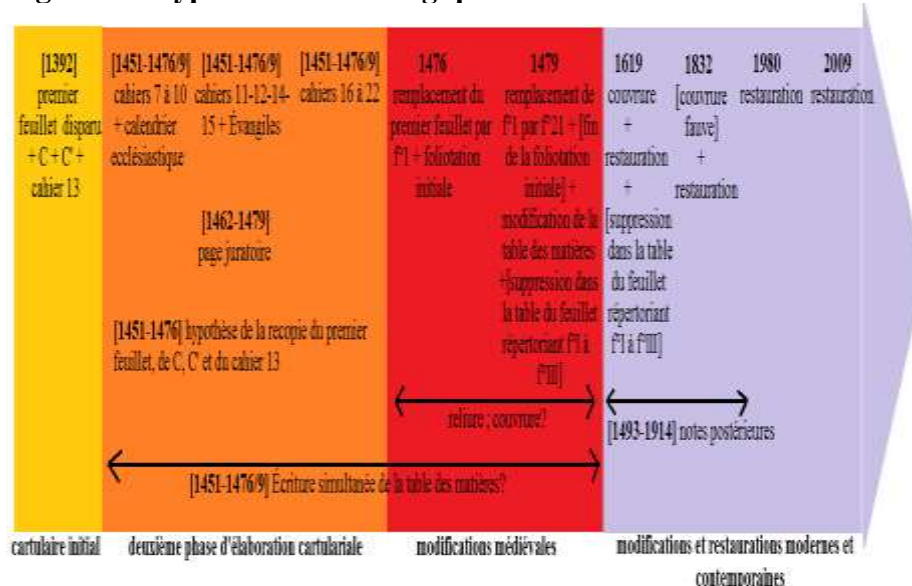 [1392]
premier
feuillet disparu
+ C + C' +
cahier 13
[1451-1476/9]
cahiers 7 à 10
+ calendrier
ecclésiastique
[1451-1476/9]
cahiers 11-12-14-
15 + Évangiles
[1451-1476/9]
cahiers 16 à 22
[1462-1479]
page juratoire
[1451-1476] hypothèse de la recopie du premier
feuillet, de C, C' et du cahier 13
1476
remplacement du
premier feuillet par
f°1 + foliotation
initiale
1479
remplacement de
f°1 par f°21 + [fin
de la foliotation
initiale] +
modification de la
table des matières
+[suppression dans
la table du feuillet
répertoriant f°I à
f°III]
reliure ; couvrure?
[1451-1476/9] Écriture simultanée de la table des matières?
1619
couvrure
+
restauration
+
[suppression
dans la table
du feuillet
répertoriant
f°I à f°III]
1832
[couvrure
fauve]
+
restauration
1980
restauration
2009
restauration
[1493-1914] notes postérieures
cartulaire initial
deuxième phase d'élaboration cartulariale
modifications médiévales
modifications et restaurations modernes et
contemporaines